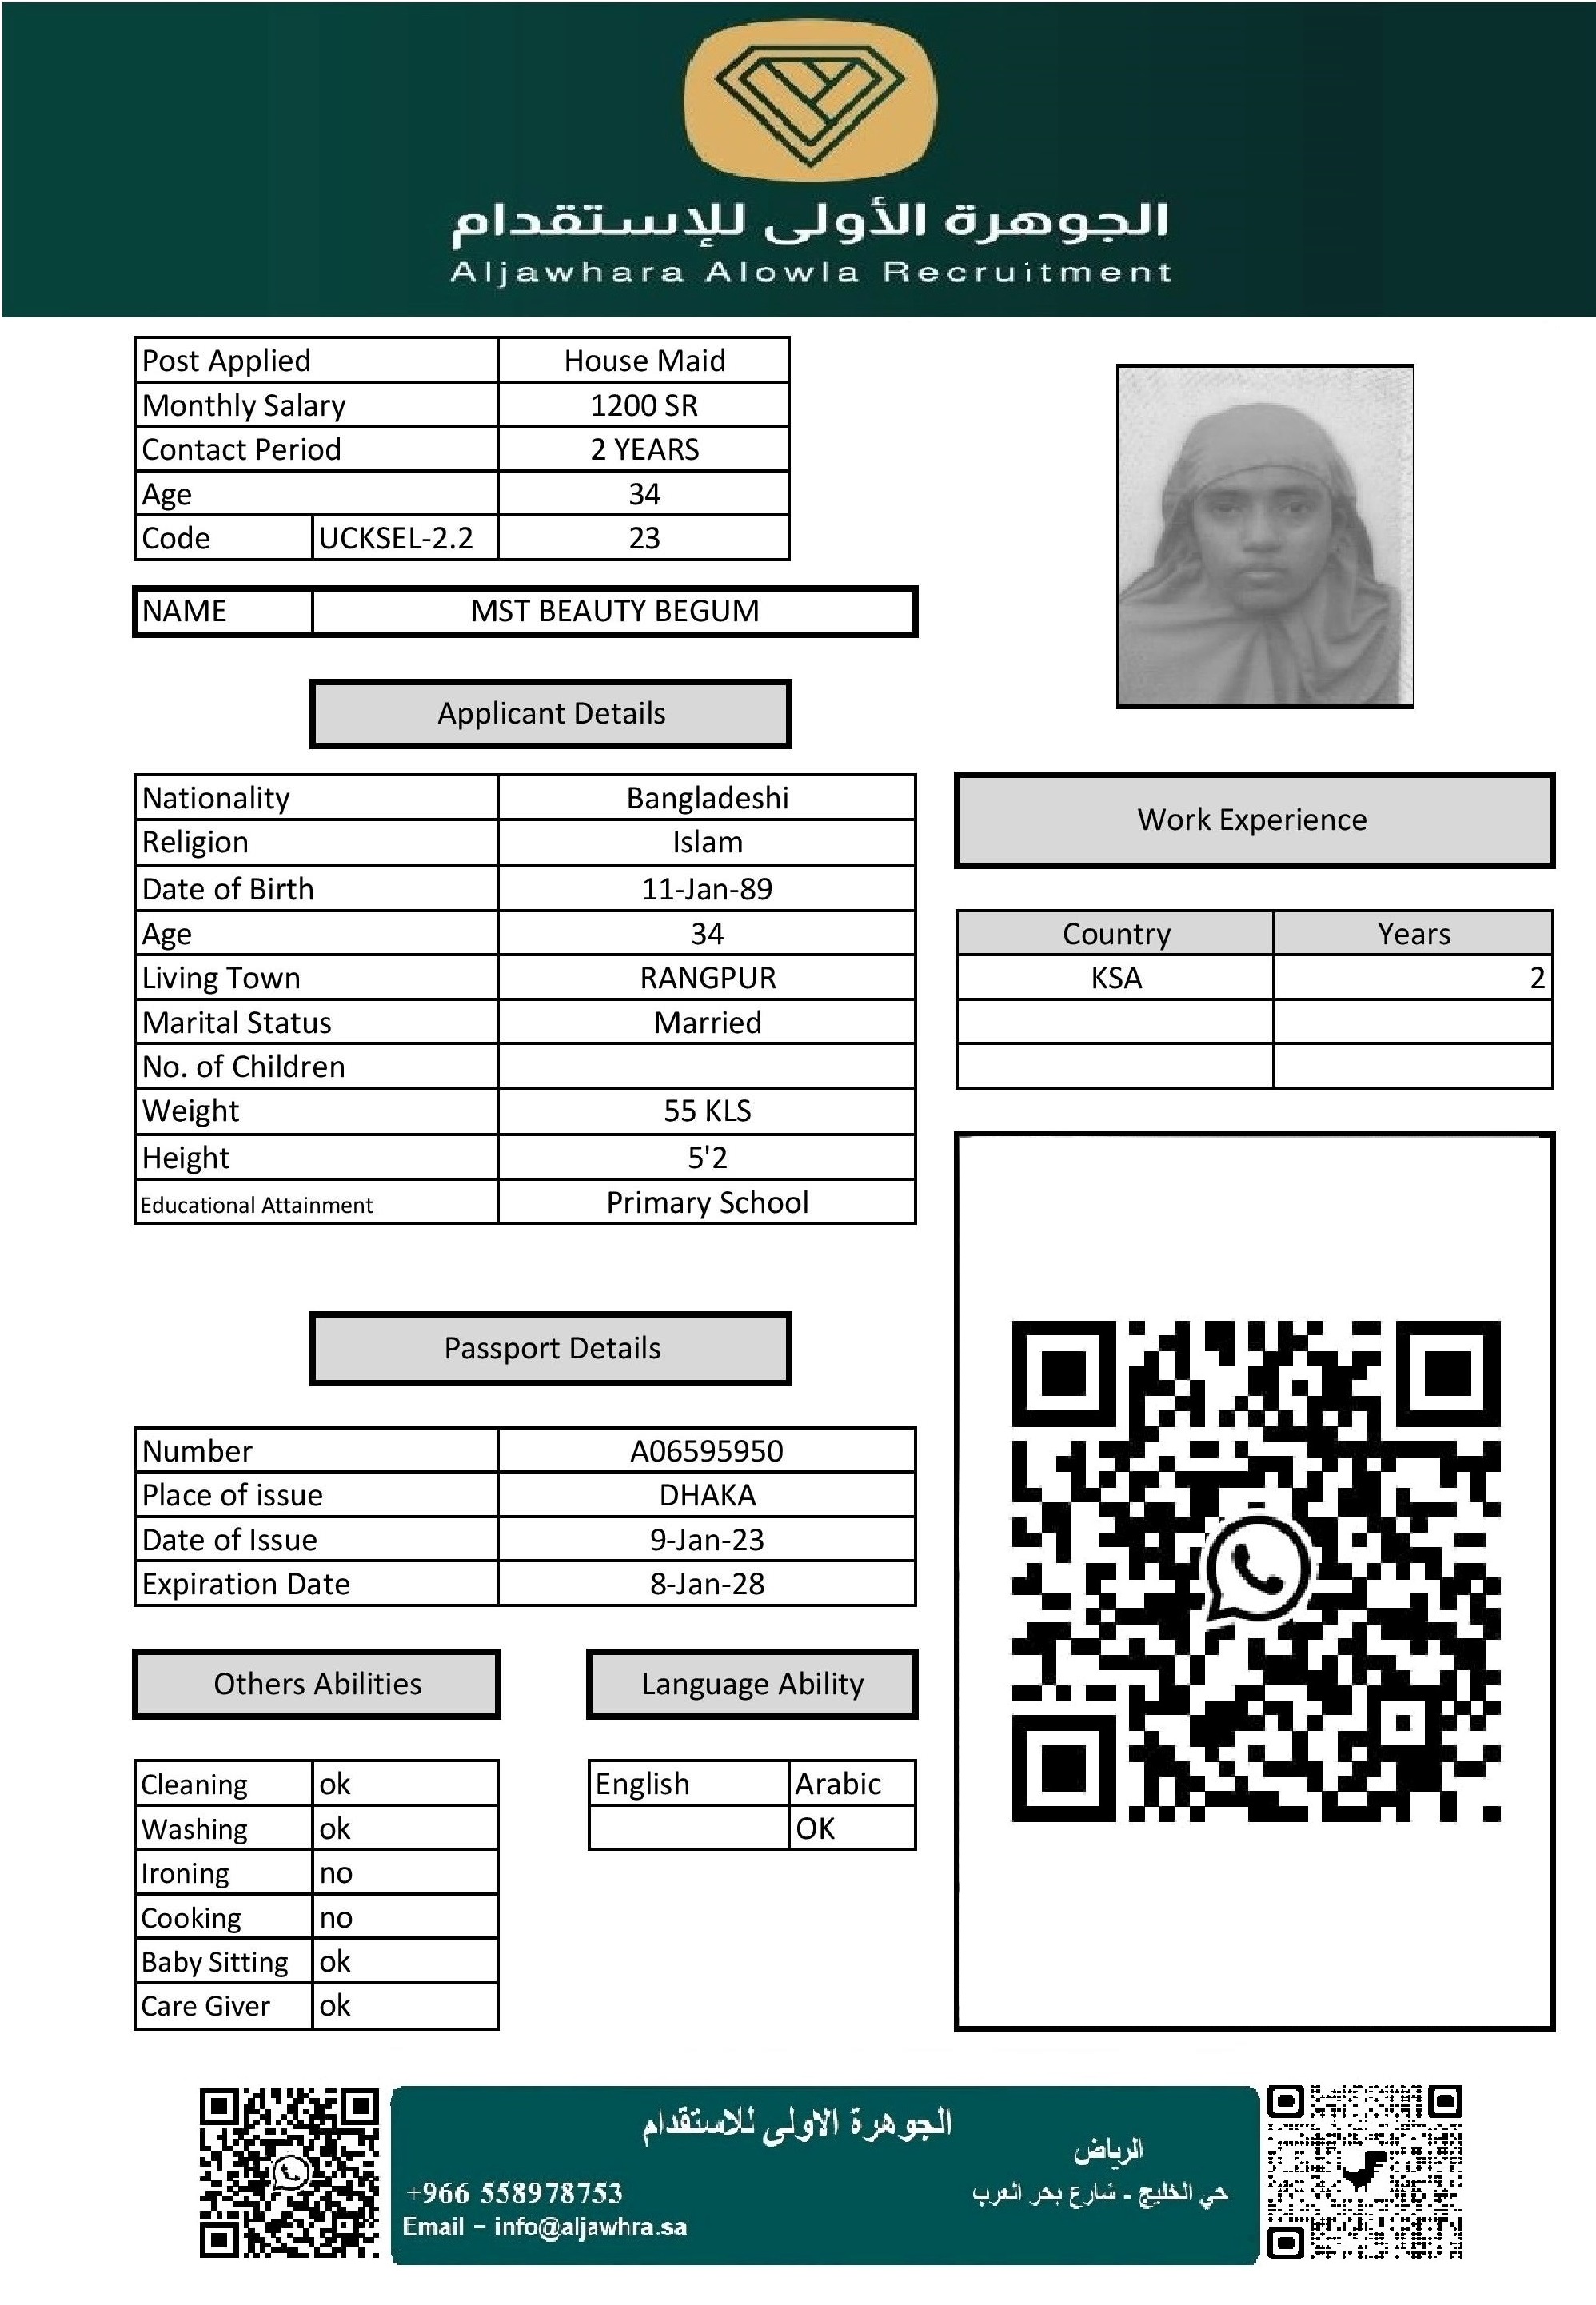 الجوهرة الأولى للإستقدام
Aljawhara Alowla Recruitment
Post Applied House Maid
Monthly Salary 1200 SR
Contact Period 2 YEARS
Age 34
Code UCKSEL-2.2 23
NAME MST BEAUTY BEGUM
Applicant Details
Nationality Bangladeshi
Religion Islam
Date of Birth 11-Jan-89
Age 34
Living Town RANGPUR
Marital Status Married
No. of Children
Weight 55 KLS
Height 5'2
Educational Attainment Primary School
Work Experience
Country Years
KSA 2
Passport Details
Number A06595950
Place of issue DHAKA
Date of Issue 9-Jan-23
Expiration Date 8-Jan-28
Others Abilities
Cleaning ok
Washing ok
Ironing no
Cooking no
Baby Sitting ok
Care Giver ok
Language Ability
English Arabic
OK
الجوهرة الاولى للاستقدام
الرياض
حي الخليج - شارع بحر العرب
+966 558978753
Email – info@aljawhra.sa